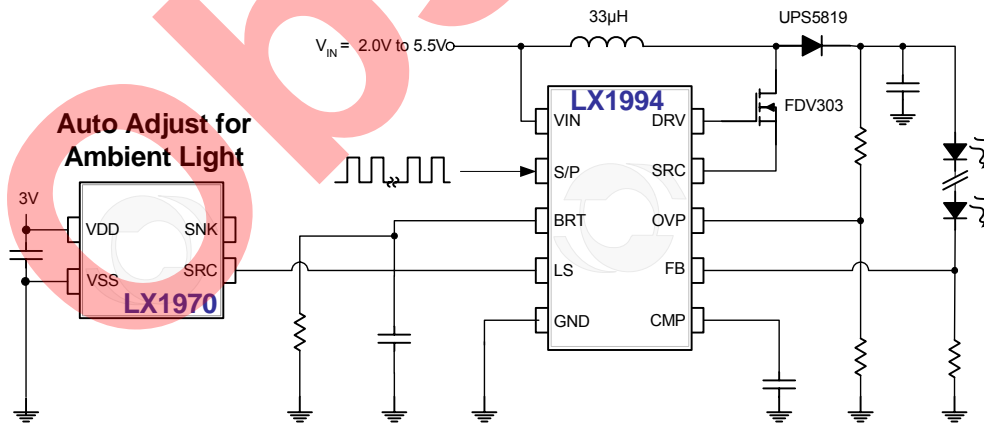 33µH
UPS5819
V_IN = 2.0V to 5.5V
LX1994
FDV303
VIN
DRV
Auto Adjust for
Ambient Light
S/P
SRC
3V
VDD
SNK
BRT
OVP
VSS
SRC
LS
FB
LX1970
GND
CMP